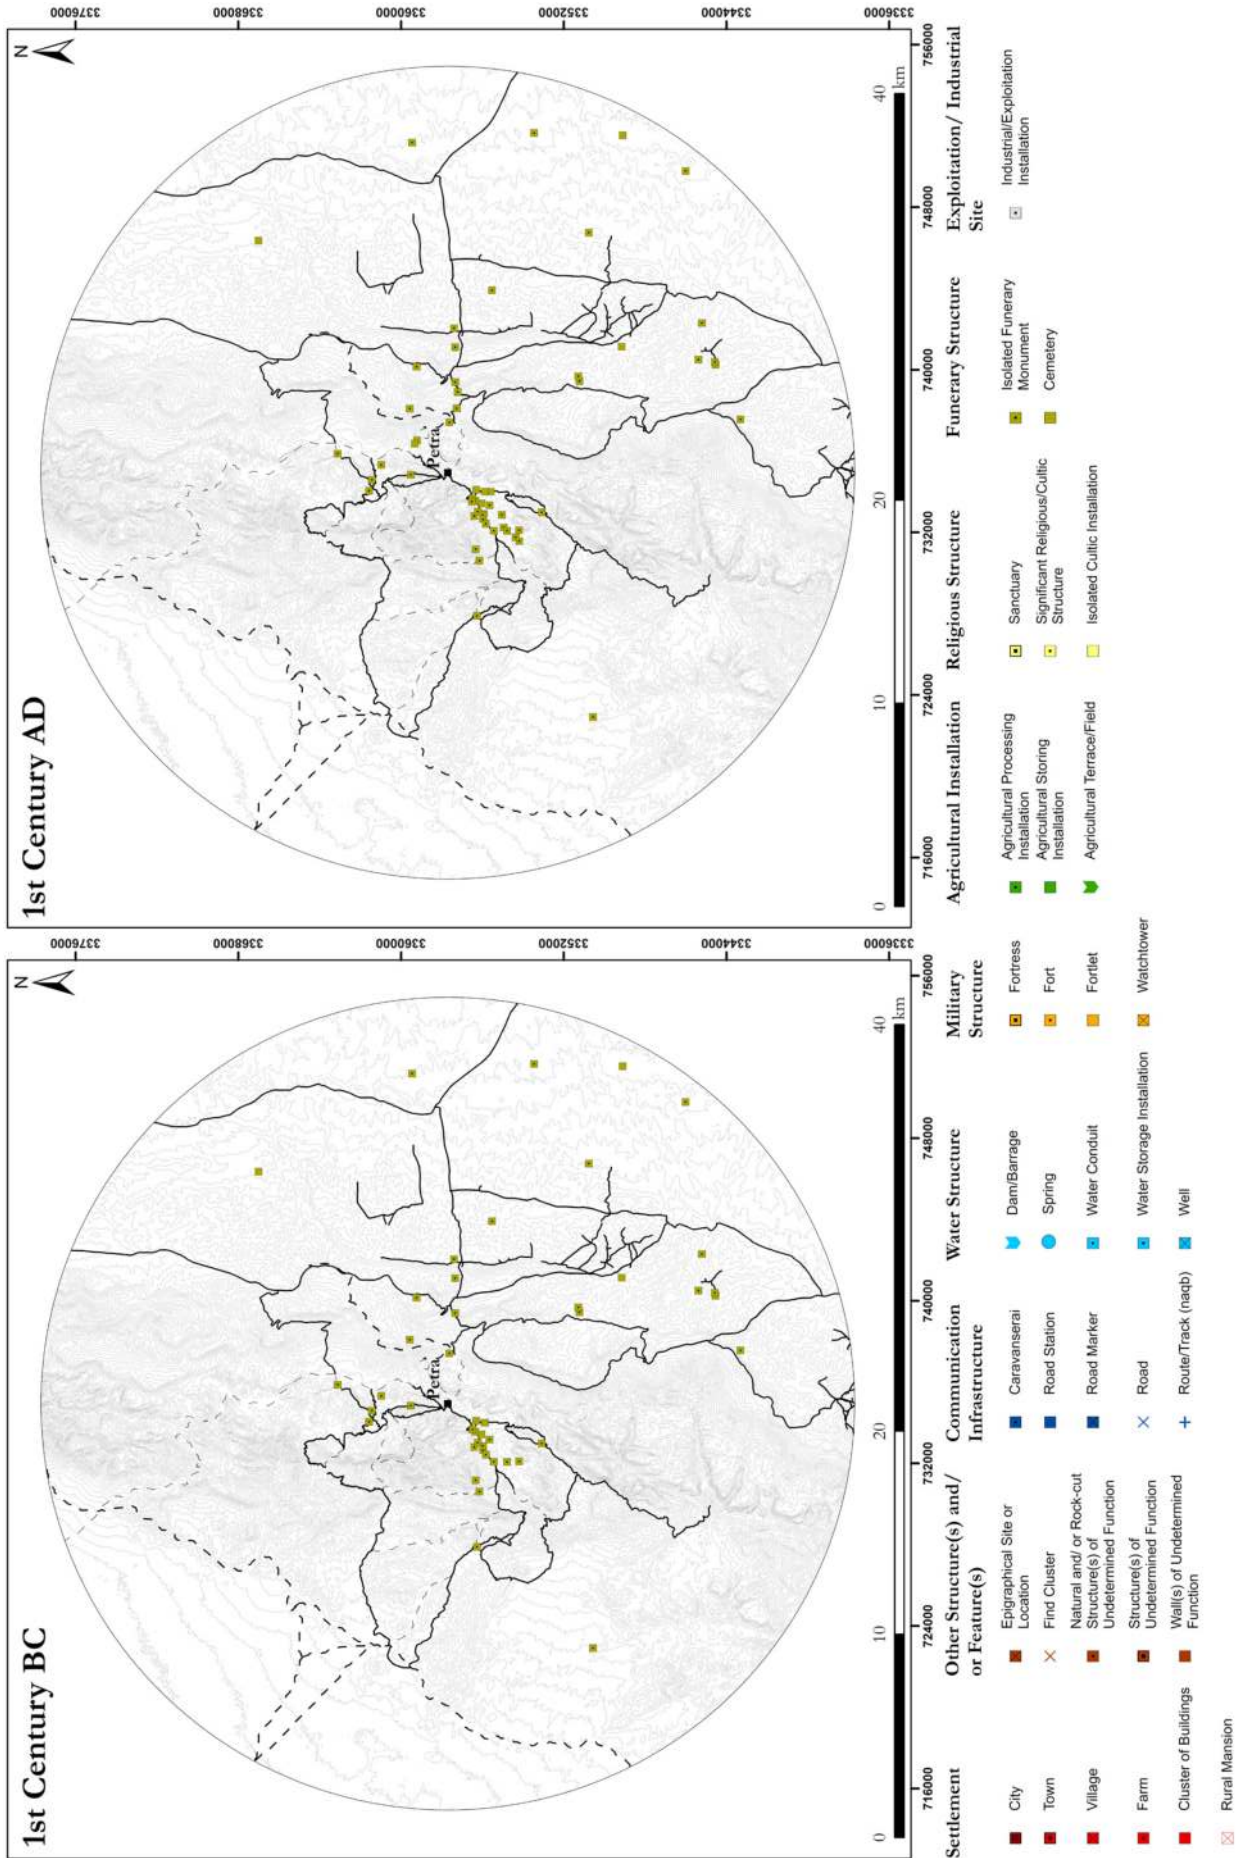 1st Century BC
N
3376000
3368000
3360000
3352000
3344000
3336000
Petra
0
10
20
40
km
716000
724000
732000
740000
748000
756000
1st Century AD
N
3376000
3368000
3360000
3352000
3344000
3336000
Petra
0
10
20
40
km
716000
724000
732000
740000
748000
756000
Settlement
City
Town
Village
Farm
Cluster of Buildings
Rural Mansion
Other Structure(s) and/
or Feature(s)
Epigraphical Site or
Location
Find Cluster
Natural and/ or Rock-cut
Structure(s) of
Undetermined Function
Structure(s) of
Undetermined Function
Wall(s) of Undetermined
Function
Communication
Infrastructure
Caravanserai
Road Station
Road Marker
Road
Route/Track (naqb)
Water Structure
Dam/Barrage
Spring
Water Conduit
Water Storage Installation
Well
Military
Structure
Fortress
Fort
Fortlet
Watchtower
Agricultural Installation
Agricultural Processing
Installation
Agricultural Storing
Installation
Agricultural Terrace/Field
Religious Structure
Sanctuary
Significant Religious/Cultic
Structure
Isolated Cultic Installation
Funerary Structure
Isolated Funerary
Monument
Cemetery
Exploitation/ Industrial
Site
Industrial/Exploitation
Installation